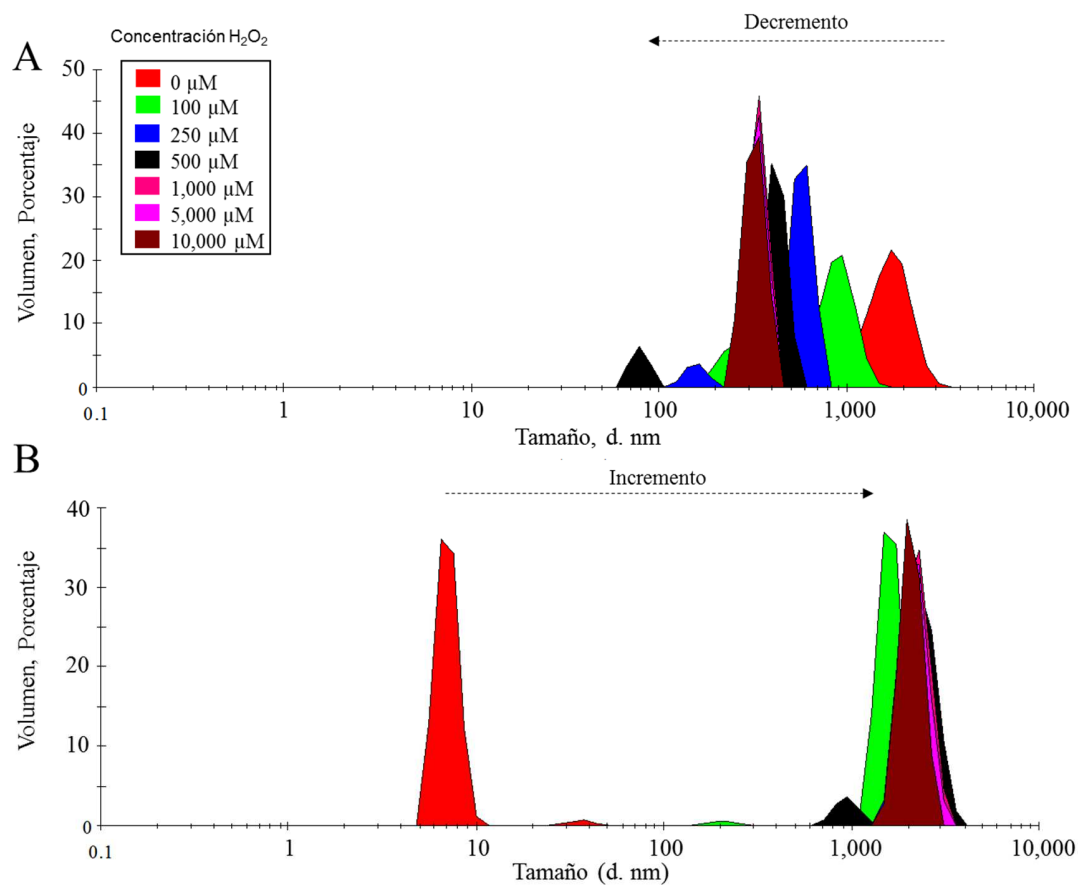 Decremento
Concentración H₂O₂
A
0 µM
100 µM
250 µM
500 µM
1,000 µM
5,000 µM
10,000 µM
Volumen, Porcentaje
50
40
30
20
10
0
0.1 1 10 100 1,000 10,000
Tamaño, d. nm
B
Incremento
Volumen, Porcentaje
40
30
20
10
0
0.1 1 10 100 1,000 10,000
Tamaño (d. nm)